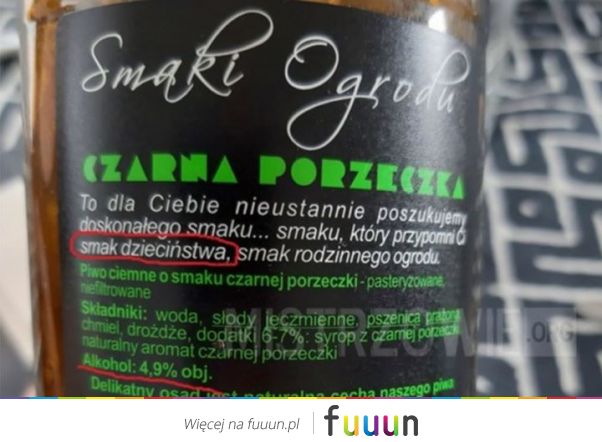 Smaki Ogrodu
CZARNA PORZECZKA
To dla Ciebie nieustannie poszukujemy
doskonałego smaku... smaku, który przypomni Ci
smak dzieciństwa, smak rodzinnego ogrodu.
Piwo ciemne o smaku czarnej porzeczki - pasteryzowane,
niefiltrowane
Składniki: woda, słody jęczmienne, pszenica prażona,
chmiel, drożdże, dodatki 6-7%: syrop z czarnej porzeczki,
naturalny aromat czarnej porzeczki
Alkohol: 4,9% obj.
Delikatny osad jest naturalną cechą naszego piwa
MISTRZOWIE.ORG
Więcej na fuuun.pl | fuuun